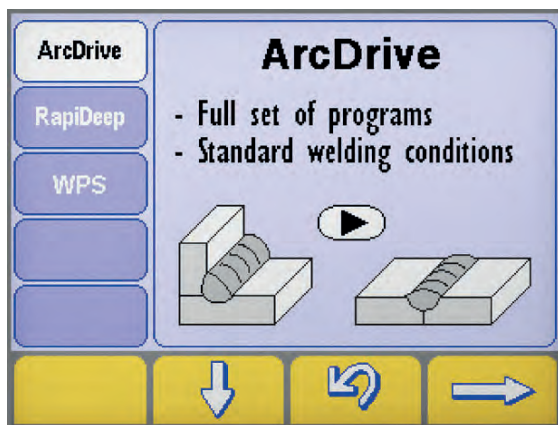 ArcDrive
RapiDeep
WPS
ArcDrive
- Full set of programs
- Standard welding conditions